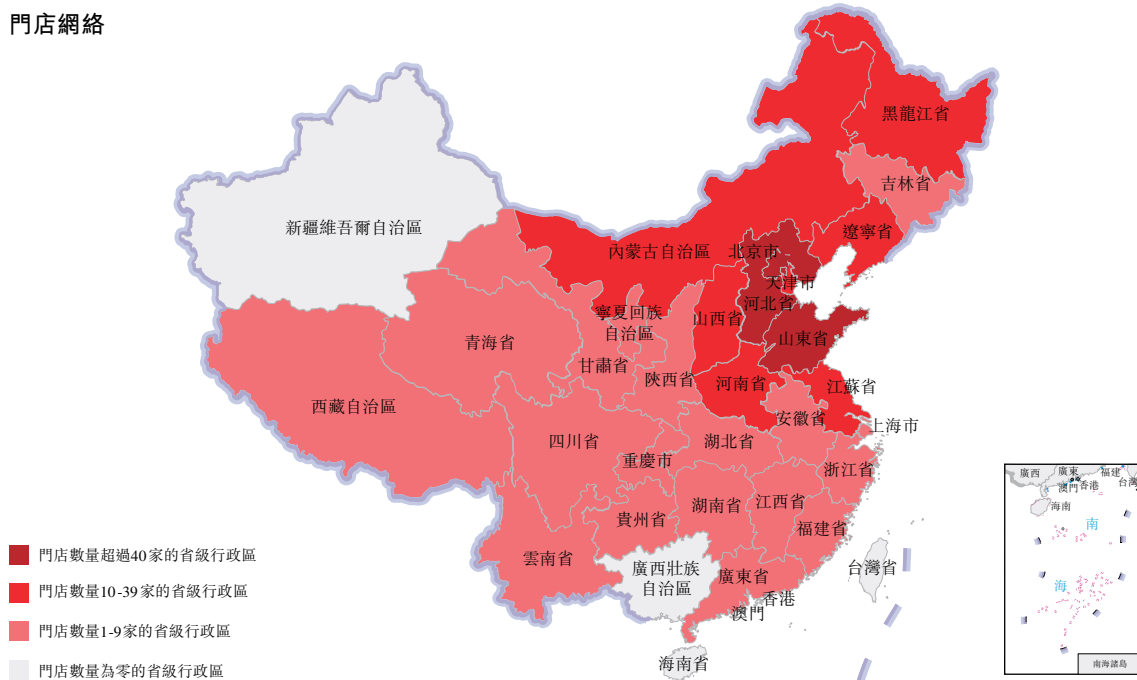 門店網絡
黑龍江省
吉林省
遼寧省
新疆維吾爾自治區
內蒙古自治區
北京市
天津市
河北省
山西省
山東省
寧夏回族
自治區
青海省
甘肅省
陝西省
河南省
江蘇省
西藏自治區
安徽省
上海市
四川省
湖北省
重慶市
浙江省
湖南省
江西省
貴州省
福建省
雲南省
廣西壯族
自治區
廣東省
台灣省
香港
澳門
海南省
門店數量超過40家的省級行政區
門店數量10-39家的省級行政區
門店數量1-9家的省級行政區
門店數量為零的省級行政區
廣西
廣東
福建
台灣
澳門
香港
海南
南
海
南海諸島